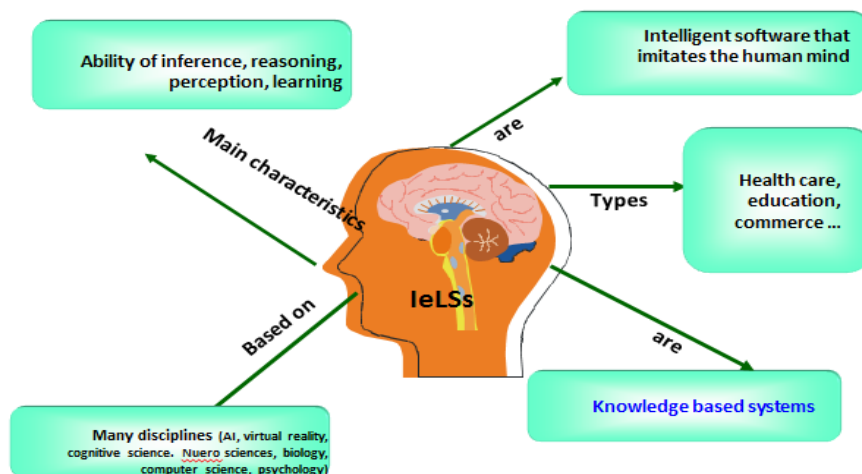 Ability of inference, reasoning,
perception, learning
Intelligent software that
imitates the human mind
are
Main characteristics
Types
Health care,
education,
commerce ...
IeLSs
Based on
are
Knowledge based systems
Many disciplines (AI, virtual reality,
cognitive science. Nuero sciences, biology,
computer science, psychology)